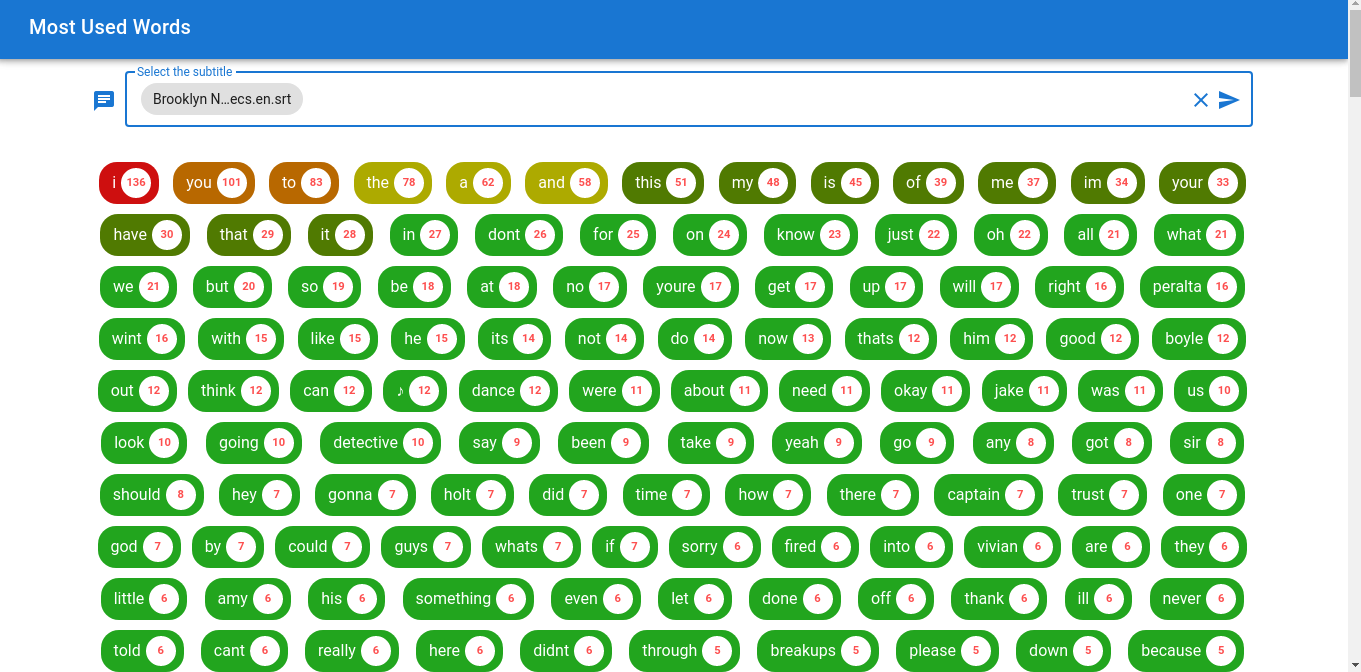 Most Used Words
Select the subtitle
Brooklyn N...ecs.en.srt
i 136 you 101 to 83 the 78 a 62 and 58 this 51 my 48 is 45 of 39 me 37 im 34 your 33
have 30 that 29 it 28 in 27 dont 26 for 25 on 24 know 23 just 22 oh 22 all 21 what 21
we 21 but 20 so 19 be 18 at 18 no 17 youre 17 get 17 up 17 will 17 right 16 peralta 16
wint 16 with 15 like 15 he 15 its 14 not 14 do 14 now 13 thats 12 him 12 good 12 boyle 12
out 12 think 12 can 12 ♪ 12 dance 12 were 11 about 11 need 11 okay 11 jake 11 was 11 us 10
look 10 going 10 detective 10 say 9 been 9 take 9 yeah 9 go 9 any 8 got 8 sir 8
should 8 hey 7 gonna 7 holt 7 did 7 time 7 how 7 there 7 captain 7 trust 7 one 7
god 7 by 7 could 7 guys 7 whats 7 if 7 sorry 6 fired 6 into 6 vivian 6 are 6 they 6
little 6 amy 6 his 6 something 6 even 6 let 6 done 6 off 6 thank 6 ill 6 never 6
told 6 cant 6 really 6 here 6 didnt 6 through 5 breakups 5 please 5 down 5 because 5